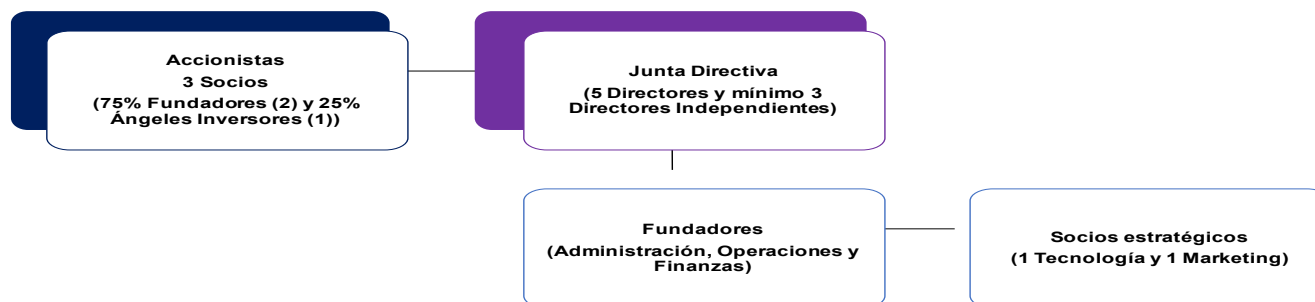 Accionistas
3 Socios
(75% Fundadores (2) y 25%
Ángeles Inversores (1))
Junta Directiva
(5 Directores y mínimo 3
Directores Independientes)
Fundadores
(Administración, Operaciones y
Finanzas)
Socios estratégicos
(1 Tecnología y 1 Marketing)